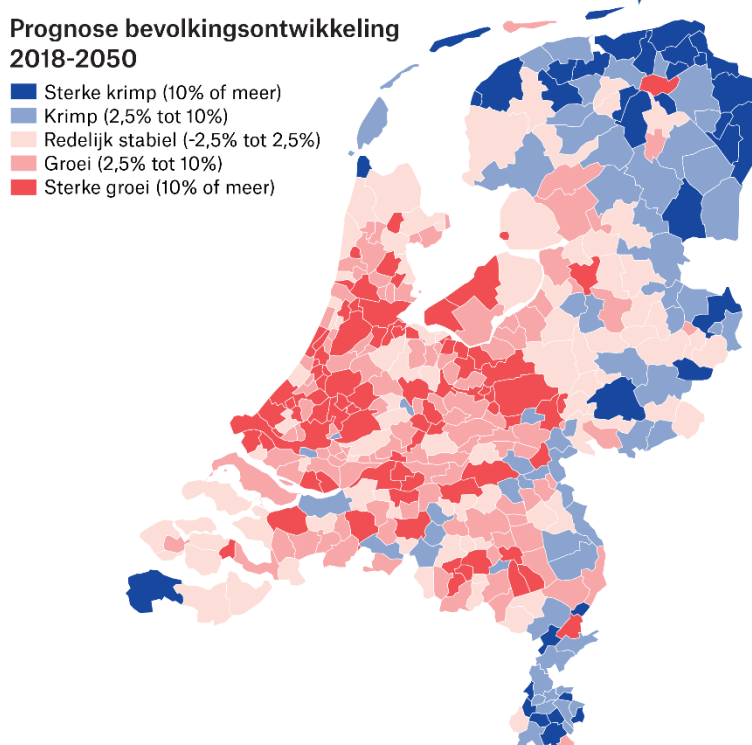 Prognose bevolkingsontwikkeling
2018-2050
Sterke krimp (10% of meer)
Krimp (2,5% tot 10%)
Redelijk stabiel (-2,5% tot 2,5%)
Groei (2,5% tot 10%)
Sterke groei (10% of meer)